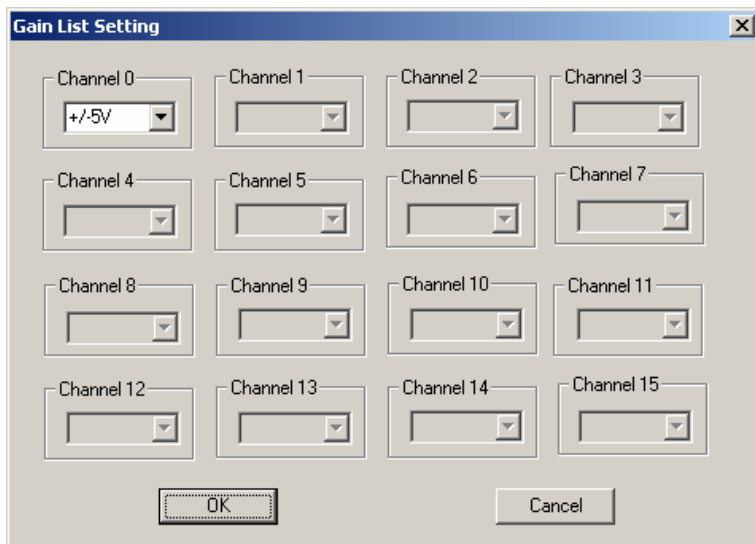 Gain List Setting
Channel 0
Channel 1
Channel 2
Channel 3
+/-5V
Channel 4
Channel 5
Channel 6
Channel 7
Channel 8
Channel 9
Channel 10
Channel 11
Channel 12
Channel 13
Channel 14
Channel 15
OK
Cancel